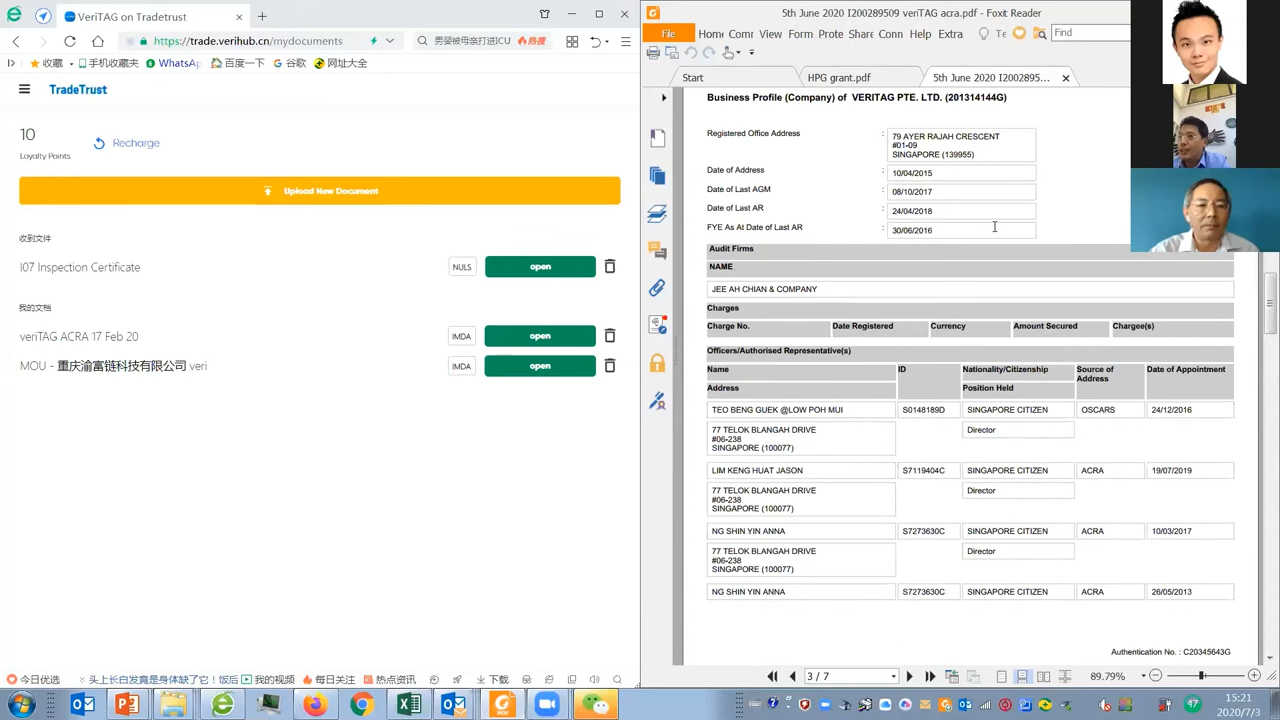 VeriTAG on Tradetrust
https://trade.verihub.cn/mydocuments
男婴被母亲打进ICU
热搜
收藏
手机收藏夹
WhatsAp
百度一下
谷歌
网址大全
TradeTrust
10
Loyalty Points
Recharge
Upload New Document
收到文件
I07 Inspection Certificate
NULS
open
我的文档
veriTAG ACRA 17 Feb 20
IMDA
open
MOU - 重庆渝富链科技有限公司 veri
IMDA
open
今日优选
头上长白发竟是身体缺了它！饭后
我的视频
每日关注
热点资讯
下载
5th June 2020 I200289509 veriTAG acra.pdf - Foxit Reader
File
Home Comr View Form Prote Share Conn Help Extra
Te
Find
Start
HPG grant.pdf
5th June 2020 I2002895...
Business Profile (Company) of VERITAG PTE. LTD. (201314144G)
Registered Office Address : 79 AYER RAJAH CRESCENT
#01-09
SINGAPORE (139955)
Date of Address : 10/04/2015
Date of Last AGM : 08/10/2017
Date of Last AR : 24/04/2018
FYE As At Date of Last AR : 30/06/2016
Audit Firms
NAME
JEE AH CHIAN & COMPANY
Charges
Charge No. Date Registered Currency Amount Secured Chargee(s)
Officers/Authorised Representative(s)
Name ID Nationality/Citizenship Source of Address Date of Appointment
Address Position Held
TEO BENG GUEK @LOW POH MUI S0148189D SINGAPORE CITIZEN OSCARS 24/12/2016
77 TELOK BLANGAH DRIVE Director
#06-238
SINGAPORE (100077)
LIM KENG HUAT JASON S7119404C SINGAPORE CITIZEN ACRA 19/07/2019
77 TELOK BLANGAH DRIVE Director
#06-238
SINGAPORE (100077)
NG SHIN YIN ANNA S7273630C SINGAPORE CITIZEN ACRA 10/03/2017
77 TELOK BLANGAH DRIVE Director
#06-238
SINGAPORE (100077)
NG SHIN YIN ANNA S7273630C SINGAPORE CITIZEN ACRA 26/05/2013
Authentication No. : C20345643G
3 / 7
89.79%
47
15:21
2020/7/3